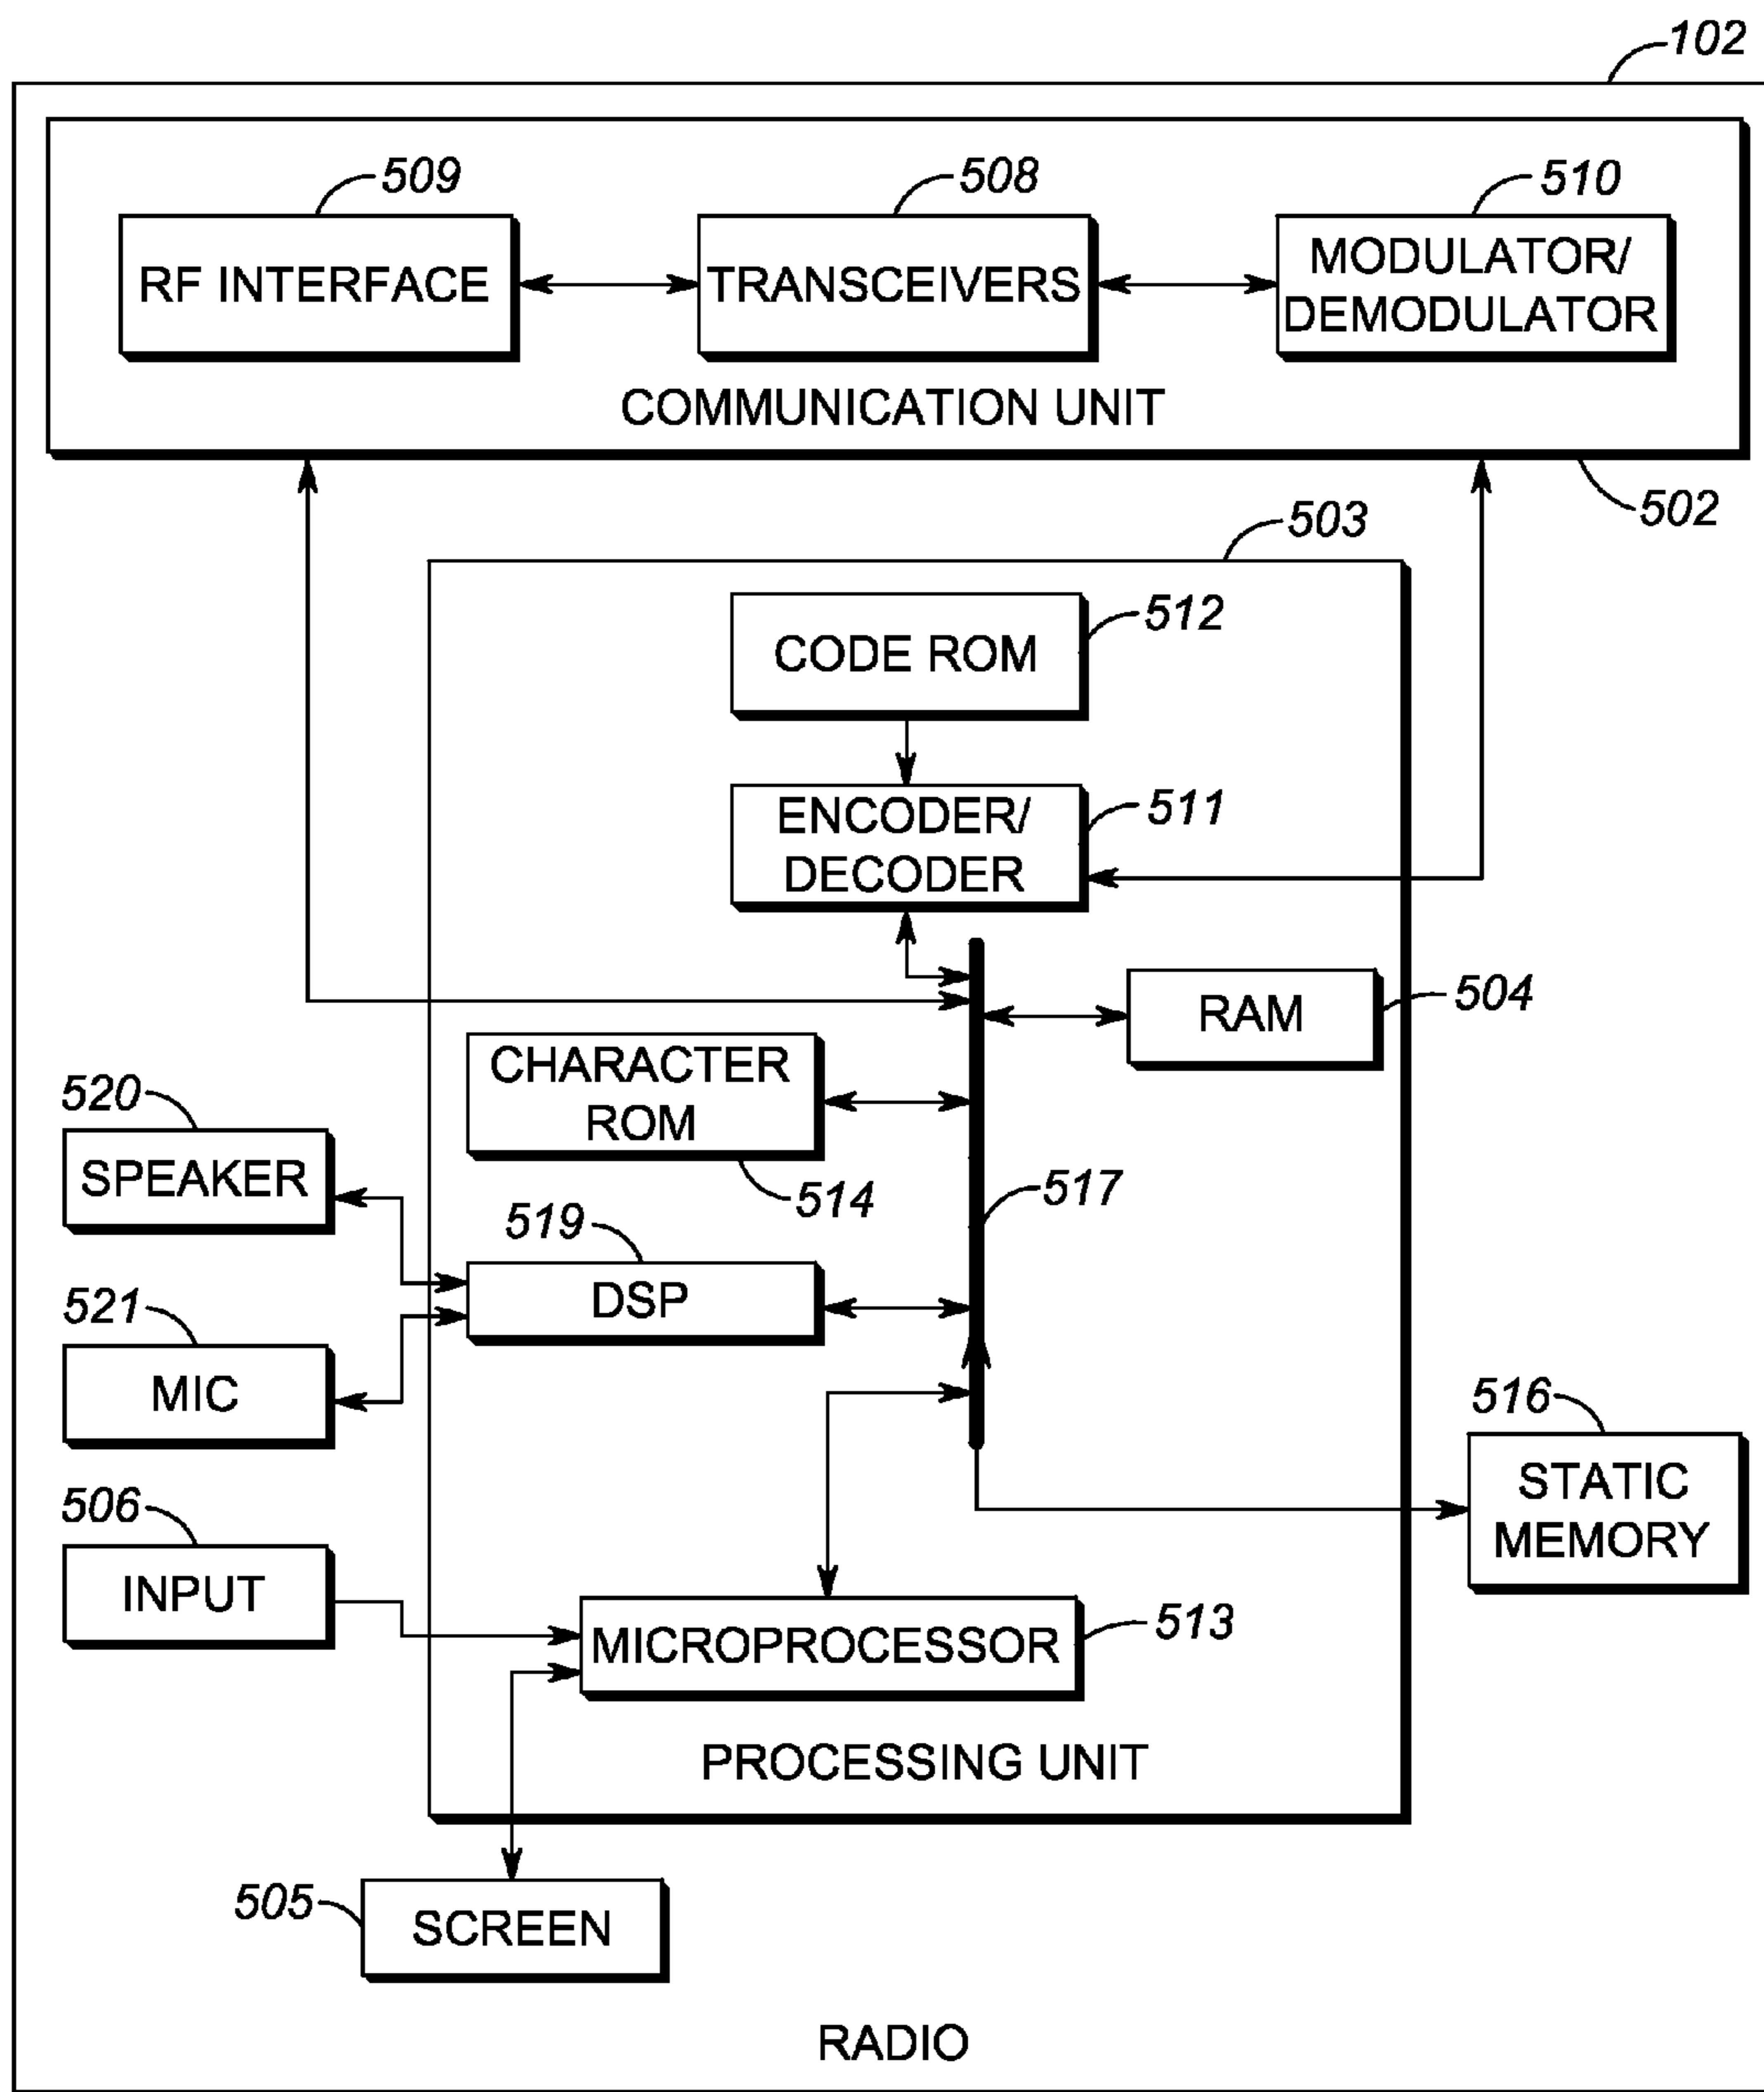 102
509
508
510
RF INTERFACE
TRANSCEIVERS
MODULATOR/
DEMODULATOR
COMMUNICATION UNIT
502
503
512
CODE ROM
511
ENCODER/
DECODER
RAM
504
CHARACTER
ROM
514
520
SPEAKER
517
519
DSP
521
MIC
516
STATIC
MEMORY
506
INPUT
MICROPROCESSOR
513
PROCESSING UNIT
505
SCREEN
RADIO